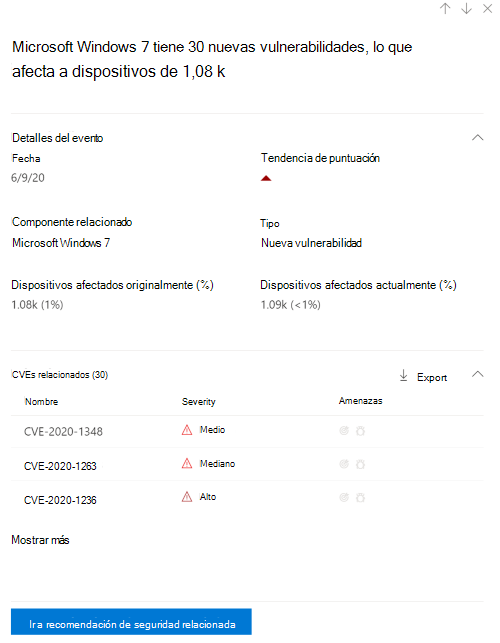 Microsoft Windows 7 tiene 30 nuevas vulnerabilidades, lo que
afecta a dispositivos de 1,08 k
Detalles del evento
Fecha
Tendencia de puntuación
6/9/20
Componente relacionado
Tipo
Microsoft Windows 7
Nueva vulnerabilidad
Dispositivos afectados originalmente (%)
Dispositivos afectados actualmente (%)
1.08k (1%)
1.09k (<1%)
CVEs relacionados (30)
Export
Nombre
Severity
Amenazas
CVE-2020-1348
Medio
CVE-2020-1263
Mediano
CVE-2020-1236
Alto
Mostrar más
Ir a recomendación de seguridad relacionada